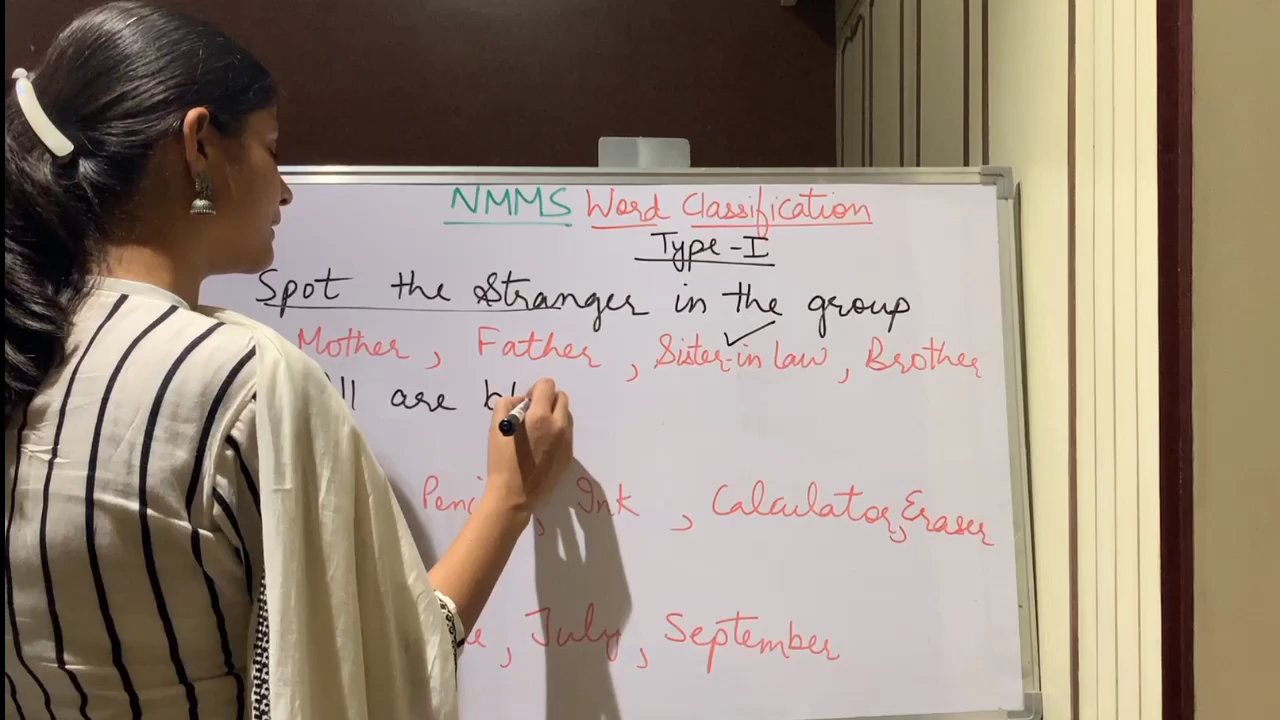 NMMS Word Classification
Type-I
Spot the Stranger in the group
Mother, Father, Sister-in law, Brother
are
Ink, Calculator, Eraser
July, September